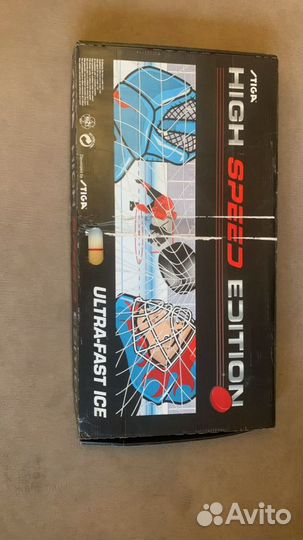 STIGA
HIGH SPEED EDITION
ULTRA-FAST ICE
STIGA
Avito